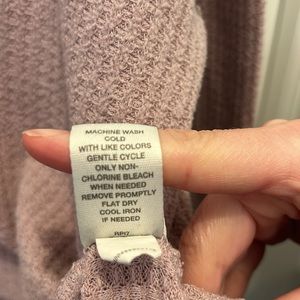 MACHINE WASH
COLD
WITH LIKE COLORS
GENTLE CYCLE
ONLY NON-
CHLORINE BLEACH
WHEN NEEDED
REMOVE PROMPTLY
FLAT DRY
COOL IRON
IF NEEDED